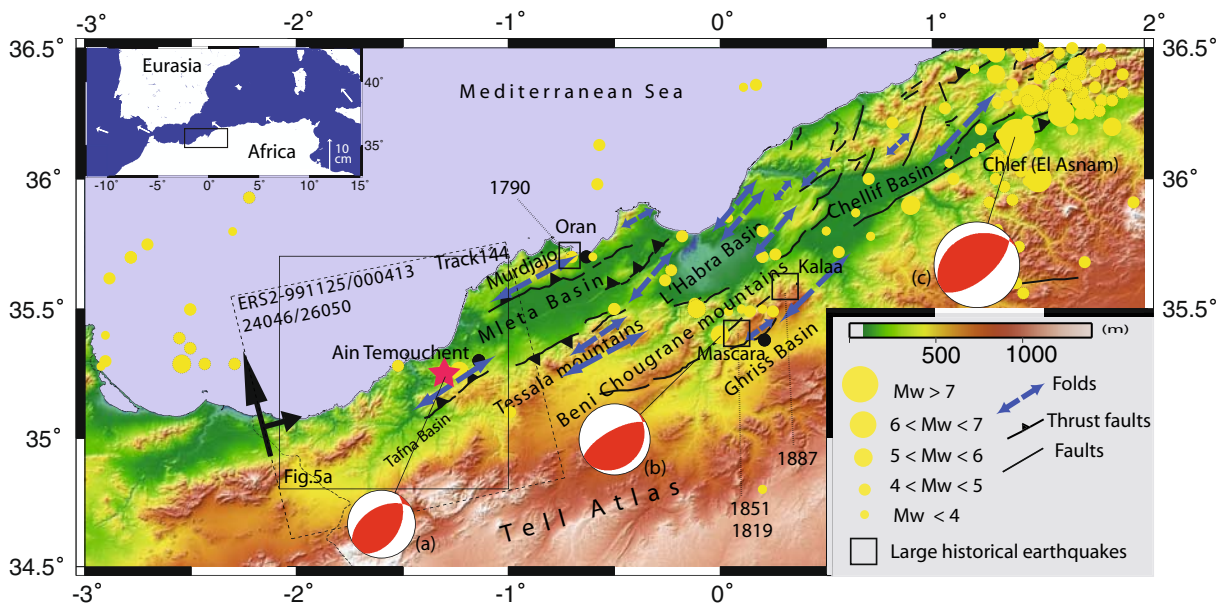 -3° -2° -1° 0° 1° 2°
36.5°
36°
35.5°
35°
34.5°
36.5°
36°
35.5°
-3° -2° -1° 0° 1° 2°
Eurasia
Africa
10
cm
40°
35°
-10° -5° 0° 5° 10° 15°
Mediterranean Sea
1790
Oran
Track144
Murdjajo
ERS2-991125/000413
24046/26050
Mleta Basin
Ain Temouchent
Tessala mountains
Tafna Basin
Fig.5a
(a)
L'Habra Basin
Beni Chougrane mountains
Kalaa
Mascara
Ghriss Basin
(b)
1887
1851
1819
Tell Atlas
Chellif Basin
Chlef (El Asnam)
(c)
(m)
500 1000
Mw > 7
6 < Mw < 7
5 < Mw < 6
4 < Mw < 5
Mw < 4
Folds
Thrust faults
Faults
Large historical earthquakes